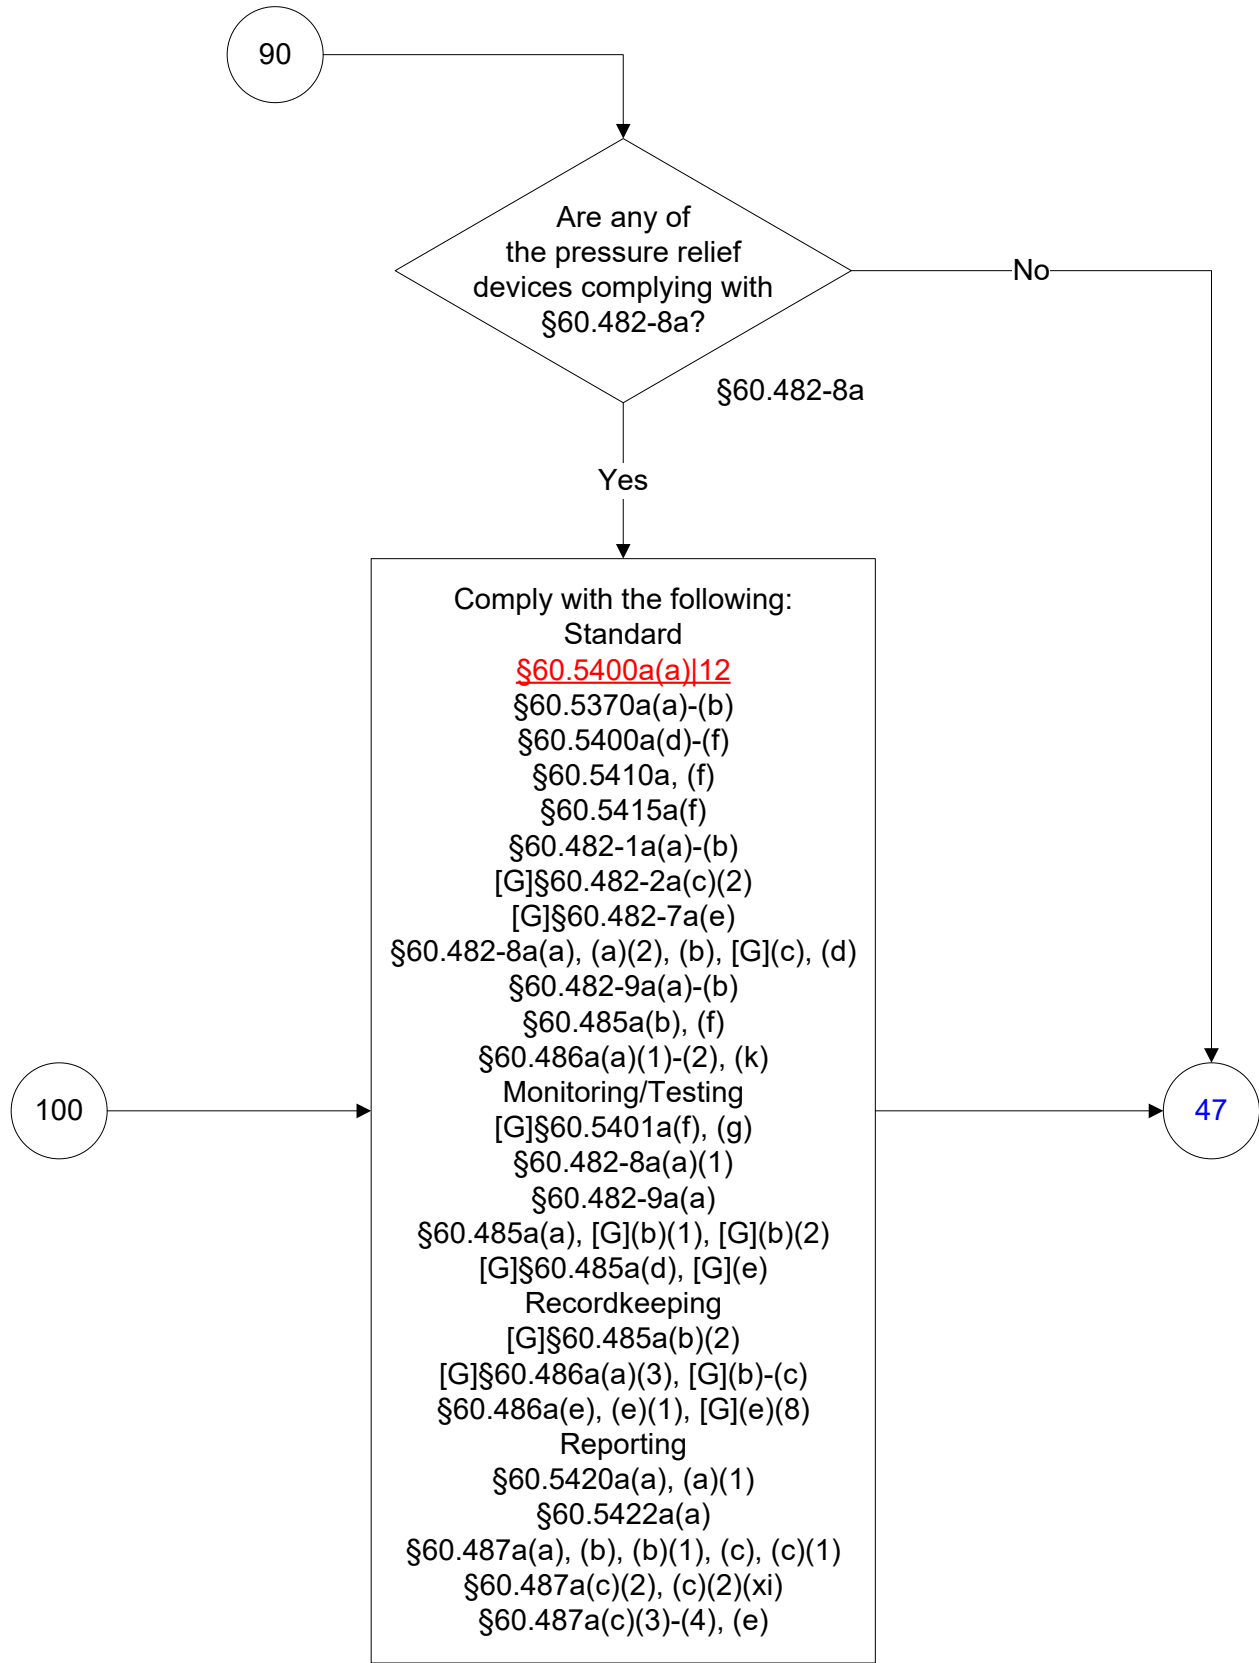 90
Are any of
the pressure relief
devices complying with
§60.482-8a?
No
§60.482-8a
Yes
Comply with the following:
Standard
§60.5400a(a)|12
§60.5370a(a)-(b)
§60.5400a(d)-(f)
§60.5410a, (f)
§60.5415a(f)
§60.482-1a(a)-(b)
[G]§60.482-2a(c)(2)
[G]§60.482-7a(e)
§60.482-8a(a), (a)(2), (b), [G](c), (d)
§60.482-9a(a)-(b)
§60.485a(b), (f)
§60.486a(a)(1)-(2), (k)
Monitoring/Testing
[G]§60.5401a(f), (g)
§60.482-8a(a)(1)
§60.482-9a(a)
§60.485a(a), [G](b)(1), [G](b)(2)
[G]§60.485a(d), [G](e)
Recordkeeping
[G]§60.485a(b)(2)
[G]§60.486a(a)(3), [G](b)-(c)
§60.486a(e), (e)(1), [G](e)(8)
Reporting
§60.5420a(a), (a)(1)
§60.5422a(a)
§60.487a(a), (b), (b)(1), (c), (c)(1)
§60.487a(c)(2), (c)(2)(xi)
§60.487a(c)(3)-(4), (e)
100
47